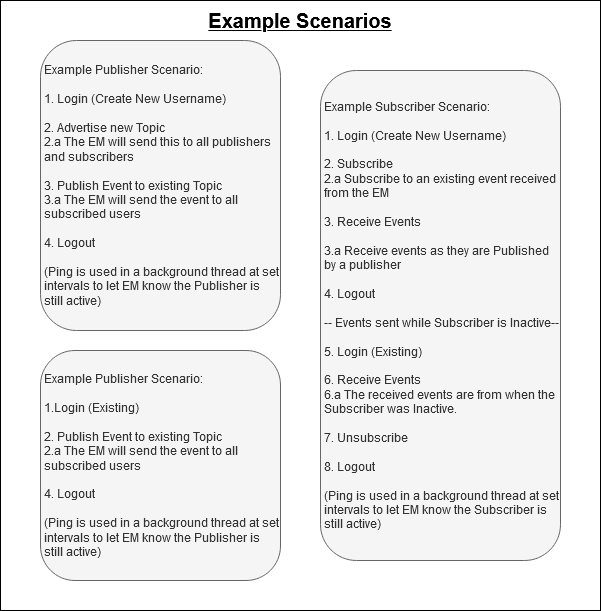 Example Scenarios
Example Publisher Scenario:
1. Login (Create New Username)
2. Advertise new Topic
2.a The EM will send this to all publishers
and subscribers
3. Publish Event to existing Topic
3.a The EM will send the event to all
subscribed users
4. Logout
(Ping is used in a background thread at set
intervals to let EM know the Publisher is
still active)
Example Publisher Scenario:
1.Login (Existing)
2. Publish Event to existing Topic
2.a The EM will send the event to all
subscribed users
4. Logout
(Ping is used in a background thread at set
intervals to let EM know the Publisher is
still active)
Example Subscriber Scenario:
1. Login (Create New Username)
2. Subscribe
2.a Subscribe to an existing event received
from the EM
3. Receive Events
3.a Receive events as they are Published
by a publisher
4. Logout
-- Events sent while Subscriber is Inactive--
5. Login (Existing)
6. Receive Events
6.a The received events are from when the
Subscriber was Inactive.
7. Unsubscribe
8. Logout
(Ping is used in a background thread at set
intervals to let EM know the Subscriber is
still active)